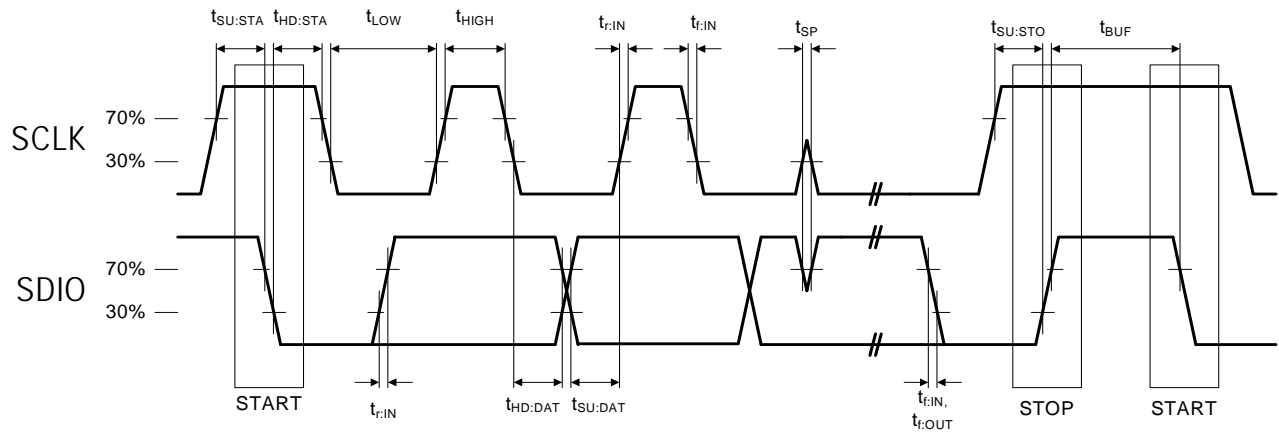 tSU:STA tHD:STA tLOW tHIGH tr:IN tf:IN tSP tSU:STO tBUF
SCLK
70%
30%
SDIO
70%
30%
START
tr:IN
tHD:DAT tSU:DAT
tf:IN,
tf:OUT
STOP
START